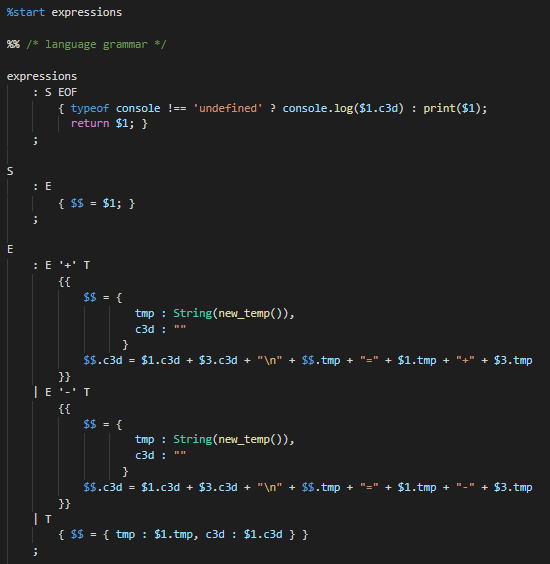 %start expressions

%% /* language grammar */

expressions
    : S EOF
        { typeof console !== 'undefined' ? console.log($1.c3d) : print($1);
          return $1; }
    ;

S
    : E
        { $$ = $1; }
    ;

E
    : E '+' T
        {{
            $$ = {
                    tmp : String(new_temp()),
                    c3d : ""
                  }
            $$.c3d = $1.c3d + $3.c3d + "\n" + $$.tmp + "=" + $1.tmp + "+" + $3.tmp
        }}
    | E '-' T
        {{
            $$ = {
                    tmp : String(new_temp()),
                    c3d : ""
                  }
            $$.c3d = $1.c3d + $3.c3d + "\n" + $$.tmp + "=" + $1.tmp + "-" + $3.tmp
        }}
    | T
        { $$ = { tmp : $1.tmp, c3d : $1.c3d } }
    ;